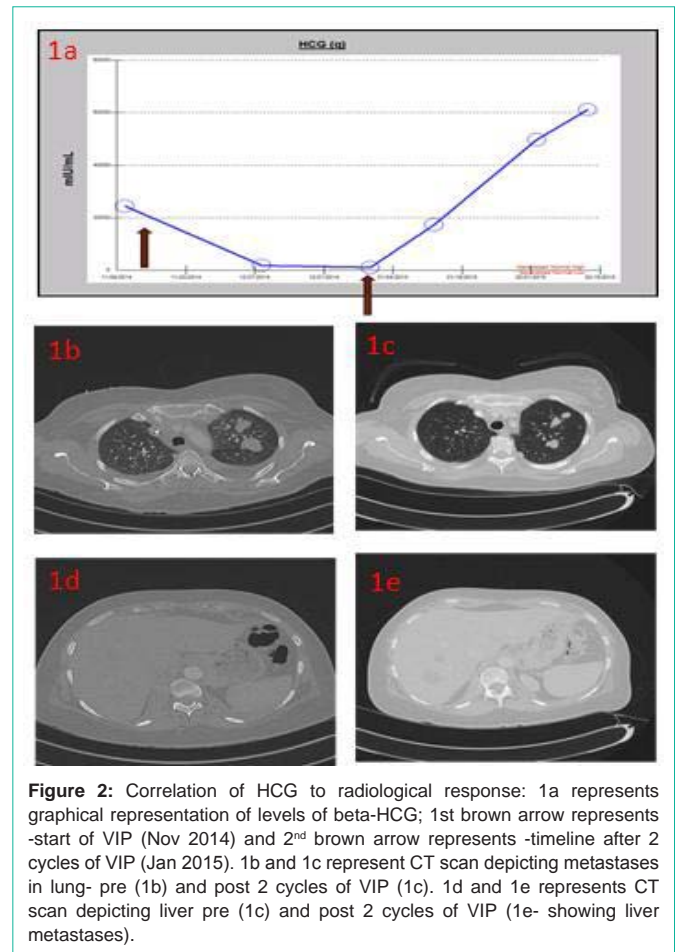 1a
HCG (q)
mIU/mL
0
1b
1c
1d
1e
Figure 2: Correlation of HCG to radiological response: 1a represents
graphical representation of levels of beta-HCG; 1st brown arrow represents
-start of VIP (Nov 2014) and 2nd brown arrow represents -timeline after 2
cycles of VIP (Jan 2015). 1b and 1c represent CT scan depicting metastases
in lung- pre (1b) and post 2 cycles of VIP (1c). 1d and 1e represents CT
scan depicting liver pre (1c) and post 2 cycles of VIP (1e- showing liver
metastases).